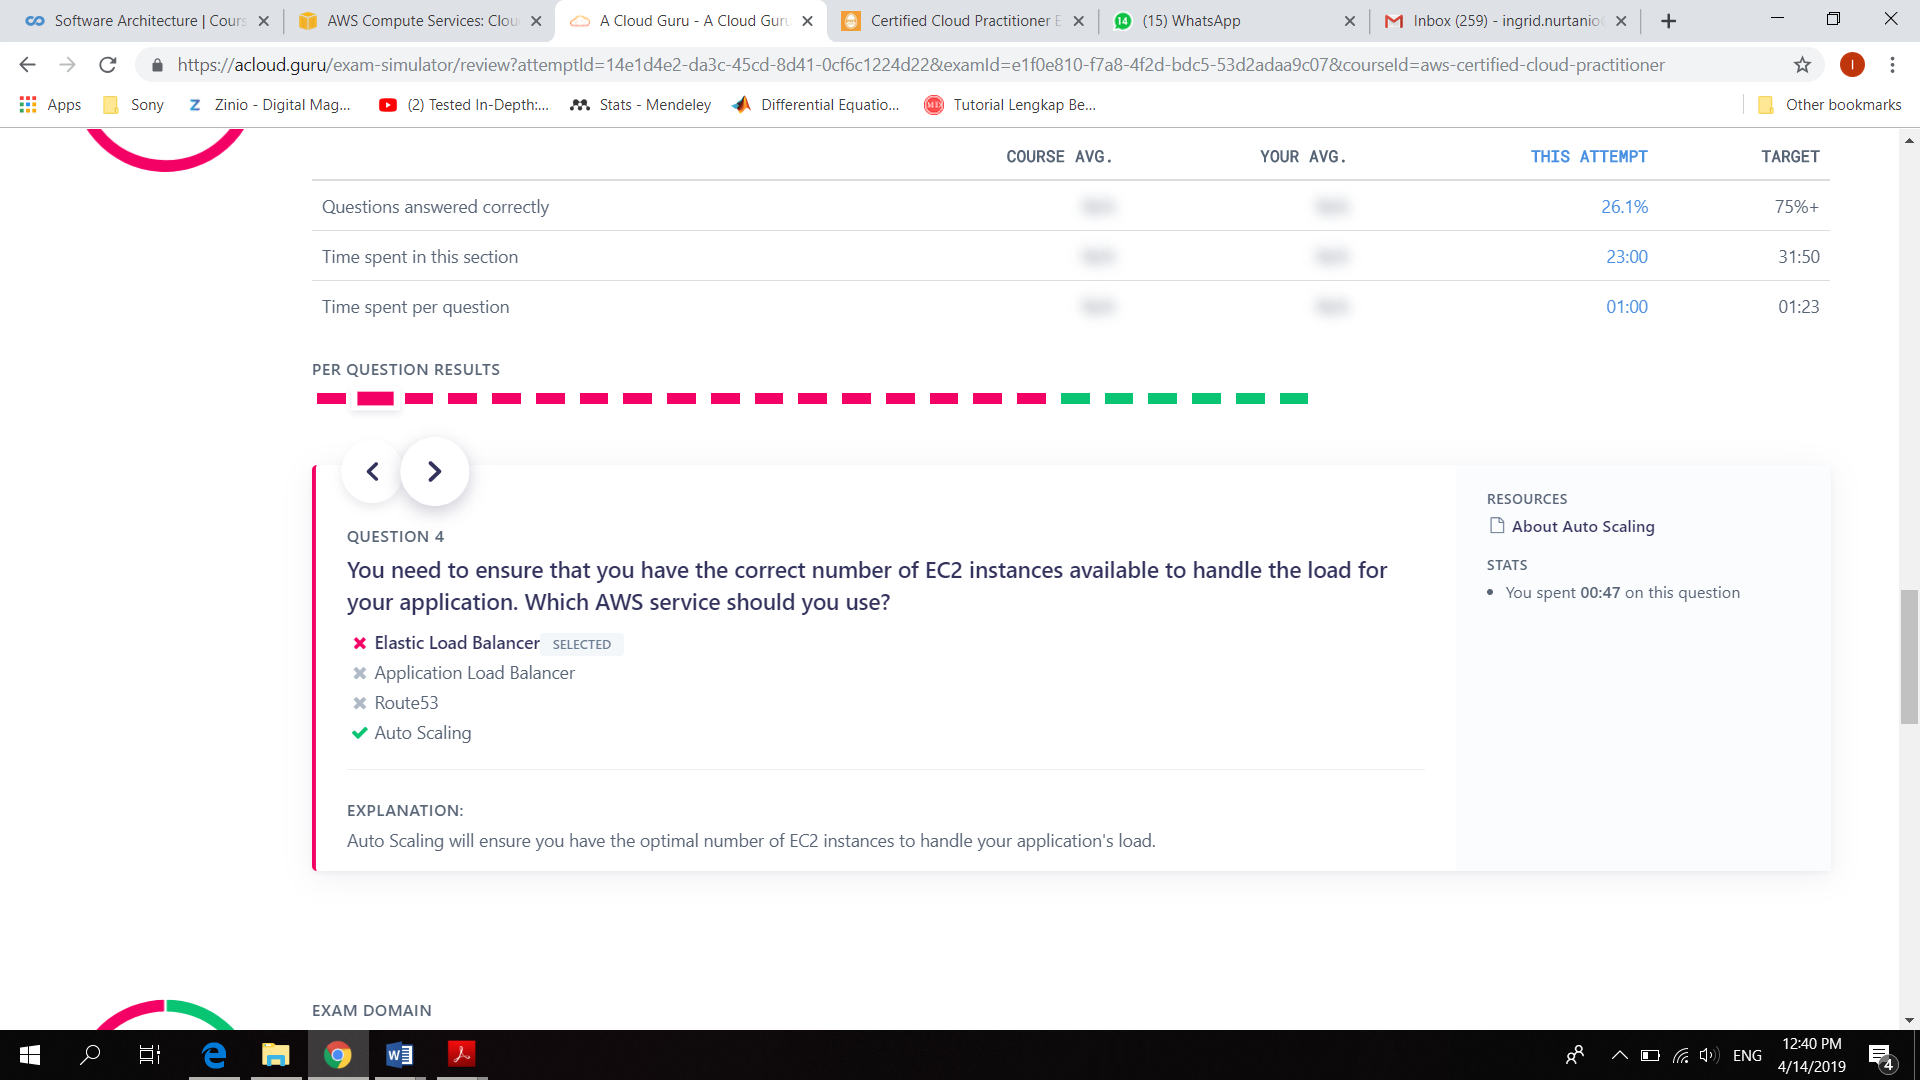 Software Architecture | Cours
AWS Compute Services: Clou
A Cloud Guru - A Cloud Guru
Certified Cloud Practitioner E
14
(15) WhatsApp
Inbox (259) - ingrid.nurtanio
https://acloud.guru/exam-simulator/review?attemptId=14e1d4e2-da3c-45cd-8d41-0cf6c1224d22&examId=e1f0e810-f7a8-4f2d-bdc5-53d2adaa9c07&courseId=aws-certified-cloud-practitioner
I
Apps
Sony
Z Zinio - Digital Mag...
(2) Tested In-Depth:...
Stats - Mendeley
Differential Equatio...
Tutorial Lengkap Be...
Other bookmarks
COURSE AVG. YOUR AVG. THIS ATTEMPT TARGET
Questions answered correctly 26.1% 75%+
Time spent in this section 23:00 31:50
Time spent per question 01:00 01:23
PER QUESTION RESULTS
QUESTION 4
You need to ensure that you have the correct number of EC2 instances available to handle the load for
your application. Which AWS service should you use?
Elastic Load Balancer SELECTED
Application Load Balancer
Route53
Auto Scaling
EXPLANATION:
Auto Scaling will ensure you have the optimal number of EC2 instances to handle your application's load.
RESOURCES
About Auto Scaling
STATS
You spent 00:47 on this question
EXAM DOMAIN
ENG
12:40 PM
4/14/2019
4